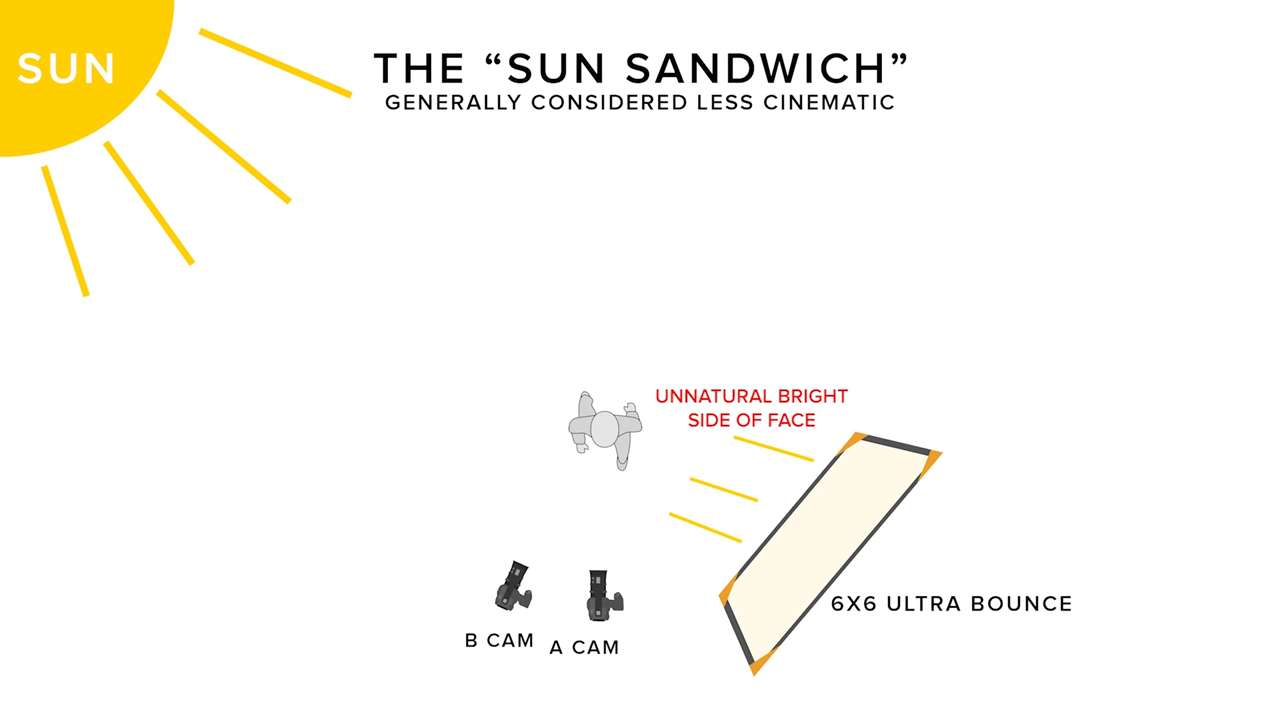 SUN
THE “SUN SANDWICH”
GENERALLY CONSIDERED LESS CINEMATIC
UNNATURAL BRIGHT
SIDE OF FACE
6X6 ULTRA BOUNCE
B CAM
A CAM